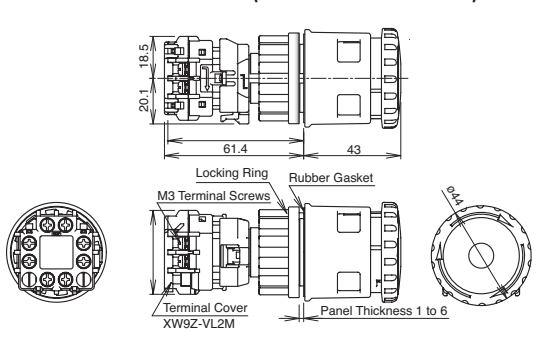 18.5
20.1
61.4
43
Locking Ring
Rubber Gasket
M3 Terminal Screws
ø44
Terminal Cover
XW9Z-VL2M
Panel Thickness 1 to 6